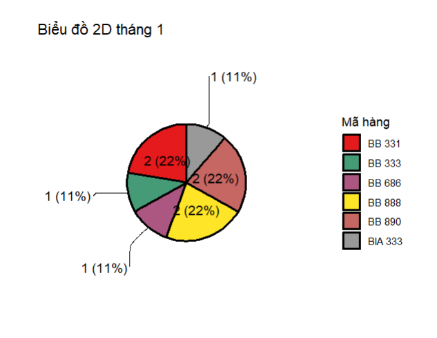 Biểu đồ 2D tháng 1
1 (11%)
Mã hàng
BB 331
2 (22%)
BB 333
2 (22%)
BB 686
1 (11%)
BB 888
2 (22%)
BB 890
BIA 333
1 (11%)